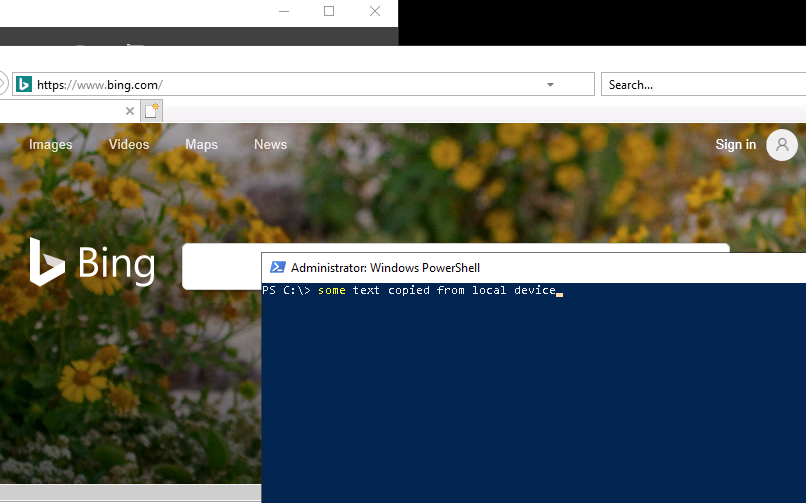 https://www.bing.com/
Search...
Images Videos Maps News Sign in
Bing
Administrator: Windows PowerShell
PS C:\> some text copied from local device